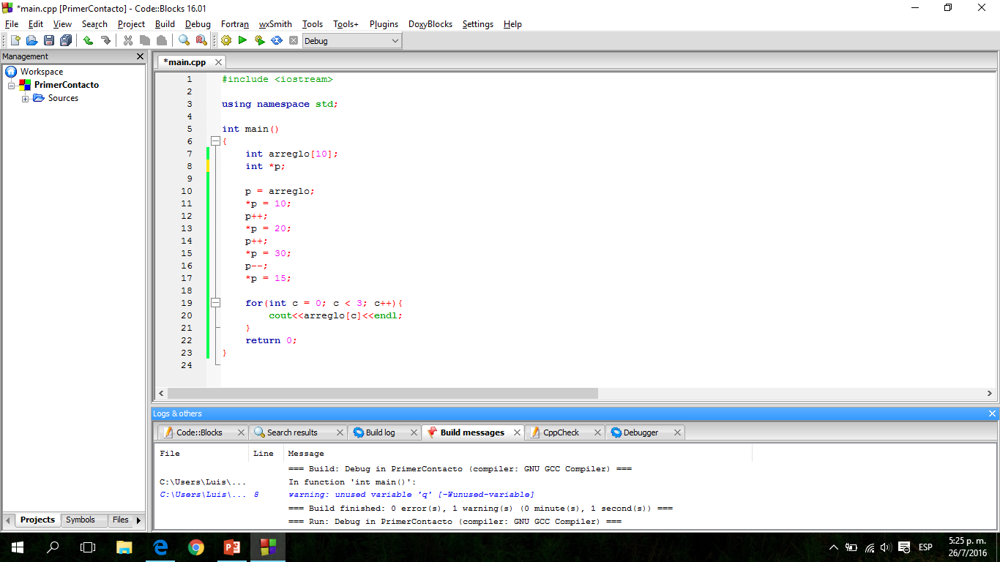 *main.cpp [PrimerContacto] - Code::Blocks 16.01
File Edit View Search Project Build Debug Fortran wxSmith Tools Tools+ Plugins DoxyBlocks Settings Help
Debug
Management
Workspace
PrimerContacto
Sources
Projects Symbols Files
*main.cpp
1 #include <iostream>
2
3 using namespace std;
4
5 int main()
6 {
7 int arreglo[10];
8 int *p;
9
10 p = arreglo;
11 *p = 10;
12 p++;
13 *p = 20;
14 p++;
15 *p = 30;
16 p--;
17 *p = 15;
18
19 for(int c = 0; c < 3; c++){
20 cout<<arreglo[c]<<endl;
21 }
22 return 0;
23 }
24
Logs & others
Code::Blocks Search results Build log Build messages CppCheck Debugger
File Line Message
=== Build: Debug in PrimerContacto (compiler: GNU GCC Compiler) ===
C:\Users\Luis\... In function 'int main()':
C:\Users\Luis\... 8 warning: unused variable 'q' [-Wunused-variable]
=== Build finished: 0 error(s), 1 warning(s) (0 minute(s), 1 second(s)) ===
=== Run: Debug in PrimerContacto (compiler: GNU GCC Compiler) ===
ESP
5:25 p. m.
26/7/2016